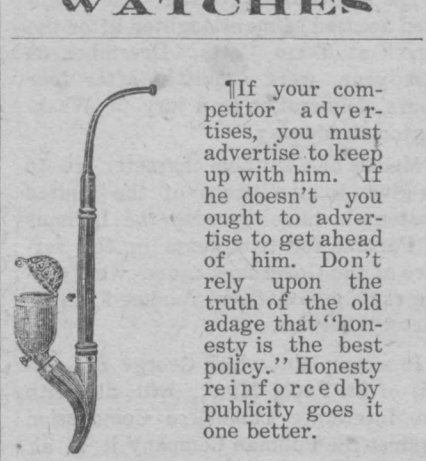 WATCHES
¶If your com-
petitor adver-
tises, you must
advertise to keep
up with him. If
he doesn't you
ought to adver-
tise to get ahead
of him. Don't
rely upon the
truth of the old
adage that "hon-
esty is the best
policy." Honesty
reinforced by
publicity goes it
one better.